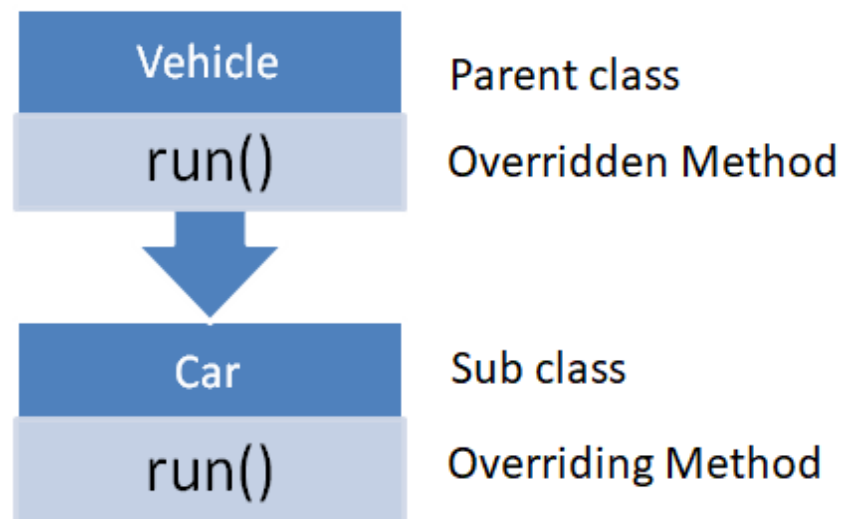 Vehicle
Parent class
run()
Overridden Method
Car
Sub class
run()
Overriding Method